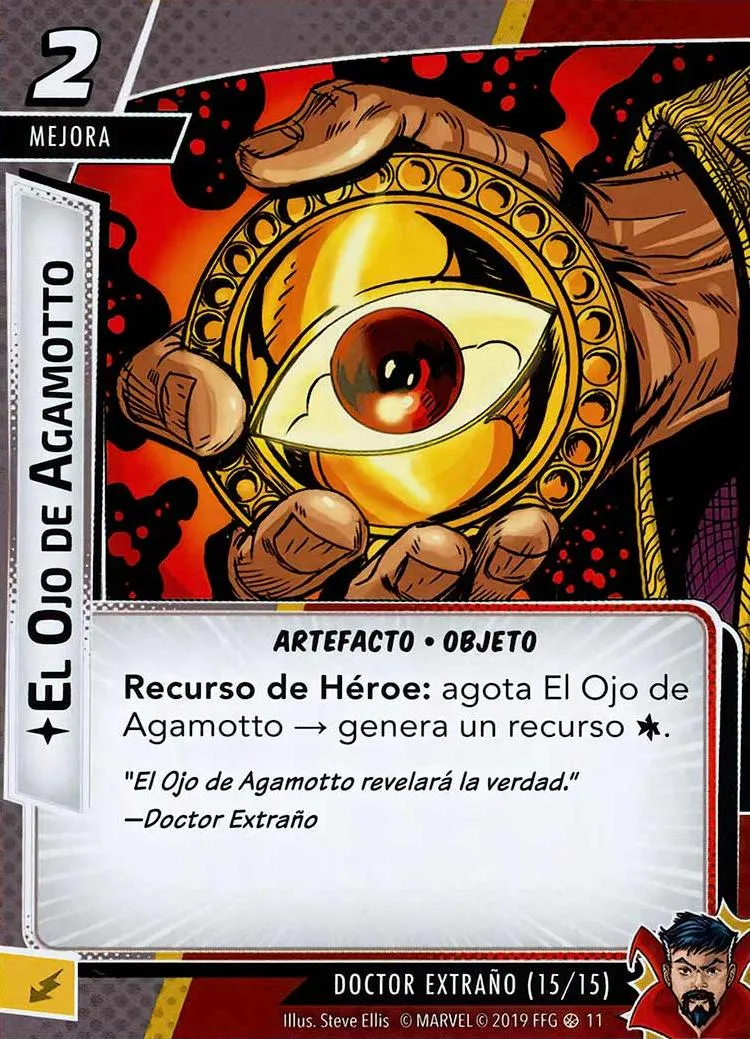 2
MEJORA
EL OJO DE AGAMOTTO
ARTEFACTO • OBJETO
Recurso de Héroe: agota El Ojo de
Agamotto → genera un recurso ✷.
"El Ojo de Agamotto revelará la verdad."
—Doctor Extraño
DOCTOR EXTRAÑO (15/15)
Illus. Steve Ellis © MARVEL © 2019 FFG 11